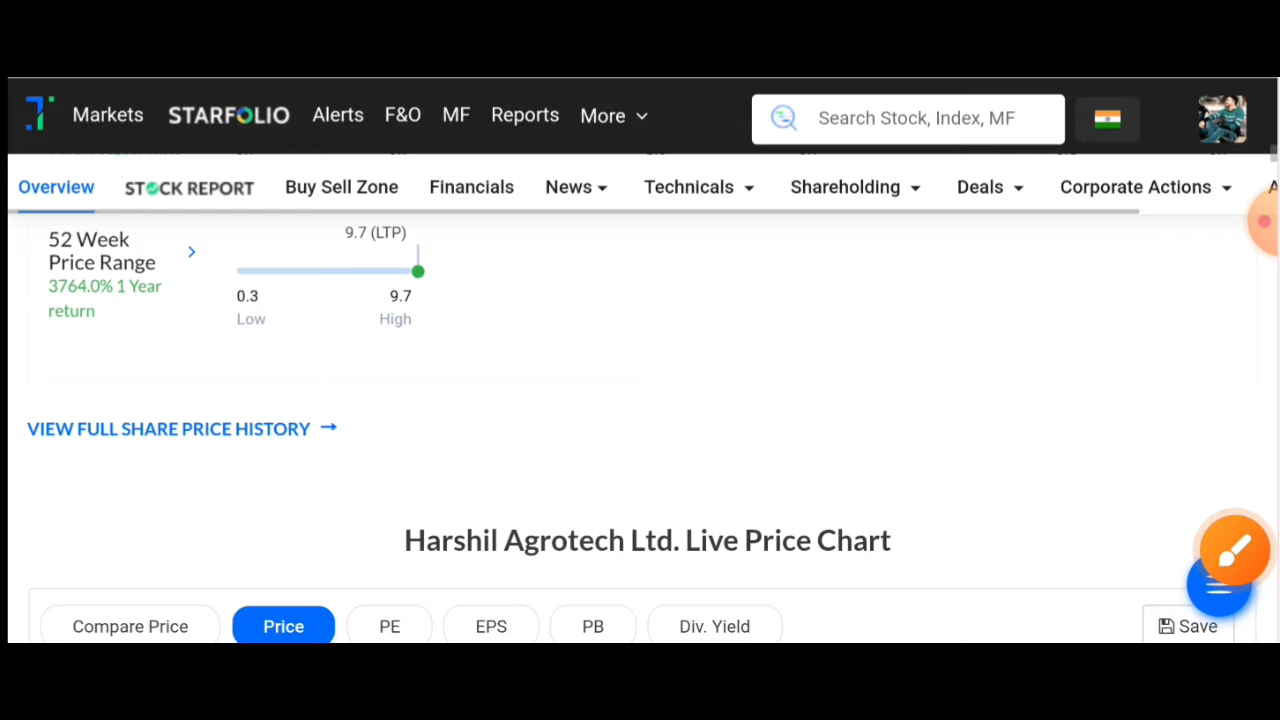 Markets STARFOLIO Alerts F&O MF Reports More Search Stock, Index, MF
Overview STOCK REPORT Buy Sell Zone Financials News Technicals Shareholding Deals Corporate Actions
9.7 (LTP)
52 Week
Price Range
3764.0% 1 Year
return
0.3 9.7
Low High
VIEW FULL SHARE PRICE HISTORY →
Harshil Agrotech Ltd. Live Price Chart
Compare Price Price PE EPS PB Div. Yield Save